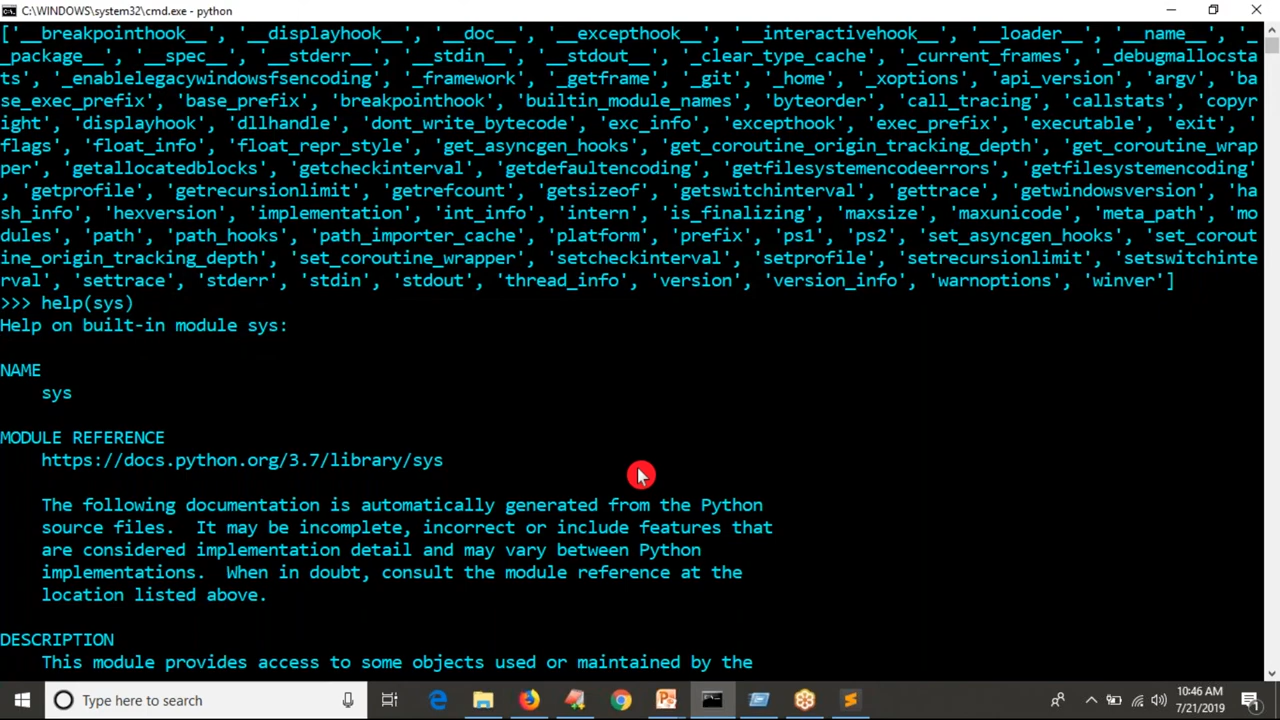 C:\WINDOWS\system32\cmd.exe - python
['__breakpointhook__', '__displayhook__', '__doc__', '__excepthook__', '__interactivehook__', '__loader__', '__name__', '_
_package__', '__spec__', '__stderr__', '__stdin__', '__stdout__', '_clear_type_cache', '_current_frames', '_debugmallocsta
ts', '_enablelegacywindowsfsencoding', '_framework', '_getframe', '_git', '_home', '_xoptions', 'api_version', 'argv', 'ba
se_exec_prefix', 'base_prefix', 'breakpointhook', 'builtin_module_names', 'byteorder', 'call_tracing', 'callstats', 'copyr
ight', 'displayhook', 'dllhandle', 'dont_write_bytecode', 'exc_info', 'excepthook', 'exec_prefix', 'executable', 'exit', '
flags', 'float_info', 'float_repr_style', 'get_asyncgen_hooks', 'get_coroutine_origin_tracking_depth', 'get_coroutine_wrap
per', 'getallocatedblocks', 'getcheckinterval', 'getdefaultencoding', 'getfilesystemencodeerrors', 'getfilesystemencoding'
, 'getprofile', 'getrecursionlimit', 'getrefcount', 'getsizeof', 'getswitchinterval', 'gettrace', 'getwindowsversion', 'ha
sh_info', 'hexversion', 'implementation', 'int_info', 'intern', 'is_finalizing', 'maxsize', 'maxunicode', 'meta_path', 'mo
dules', 'path', 'path_hooks', 'path_importer_cache', 'platform', 'prefix', 'ps1', 'ps2', 'set_asyncgen_hooks', 'set_corout
ine_origin_tracking_depth', 'set_coroutine_wrapper', 'setcheckinterval', 'setprofile', 'setrecursionlimit', 'setswitchinte
rval', 'settrace', 'stderr', 'stdin', 'stdout', 'thread_info', 'version', 'version_info', 'warnoptions', 'winver']
>>> help(sys)
Help on built-in module sys:
NAME
sys
MODULE REFERENCE
https://docs.python.org/3.7/library/sys
The following documentation is automatically generated from the Python
source files.  It may be incomplete, incorrect or include features that
are considered implementation detail and may vary between Python
implementations.  When in doubt, consult the module reference at the
location listed above.
DESCRIPTION
This module provides access to some objects used or maintained by the
Type here to search
10:46 AM
7/21/2019
1